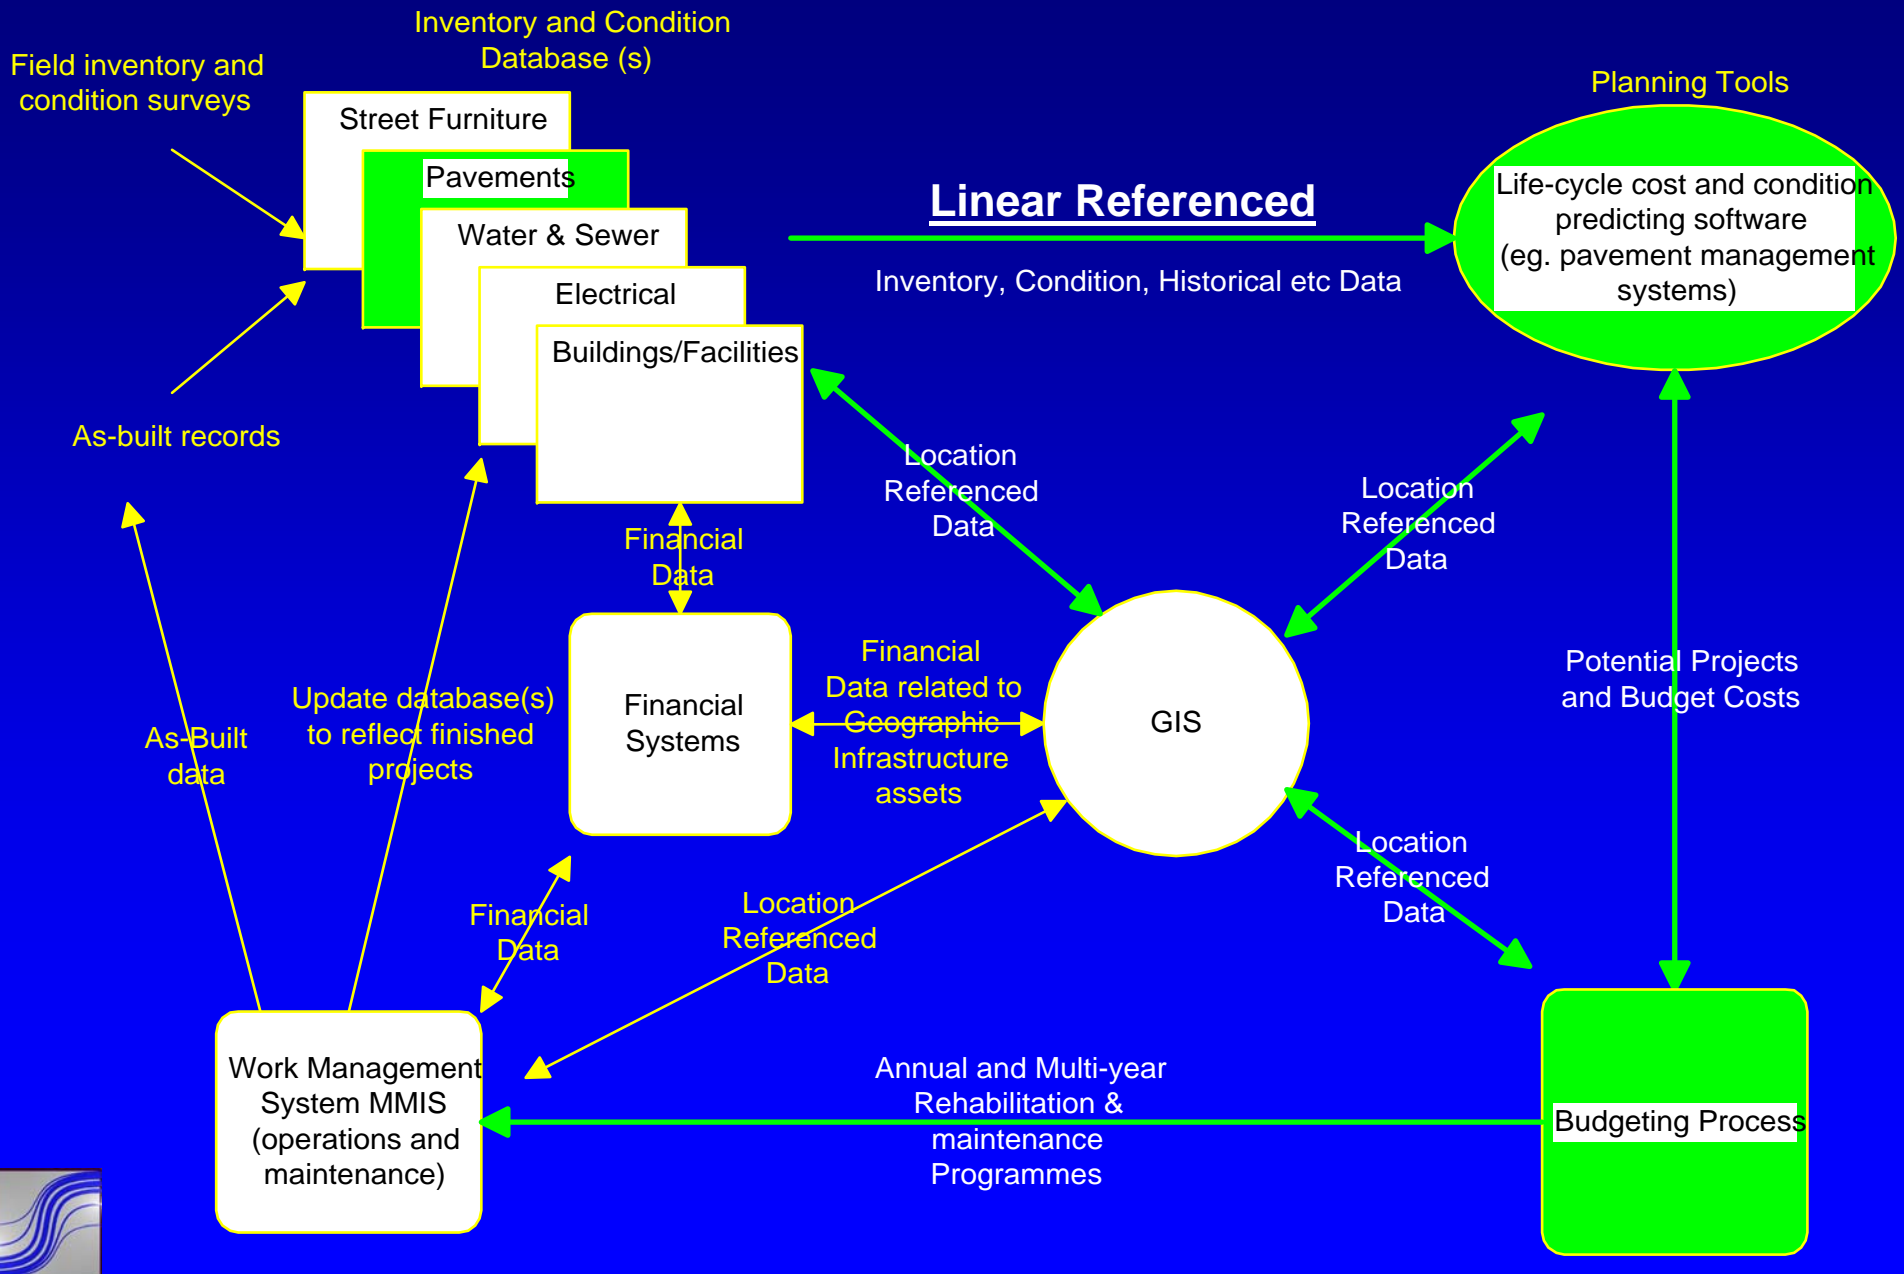 Inventory and Condition
Database (s)
Field inventory and
condition surveys
Planning Tools
Street Furniture
Pavements
Water & Sewer
Electrical
Buildings/Facilities
Linear Referenced
Inventory, Condition, Historical etc Data
Life-cycle cost and condition
predicting software
(eg. pavement management
systems)
As-built records
Location
Referenced
Data
Location
Referenced
Data
Financial
Data
Financial
Systems
Financial
Data related to
Geographic
Infrastructure
assets
GIS
Potential Projects
and Budget Costs
As-Built
data
Update database(s)
to reflect finished
projects
Location
Referenced
Data
Financial
Data
Location
Referenced
Data
Work Management
System MMIS
(operations and
maintenance)
Annual and Multi-year
Rehabilitation &
maintenance
Programmes
Budgeting Process